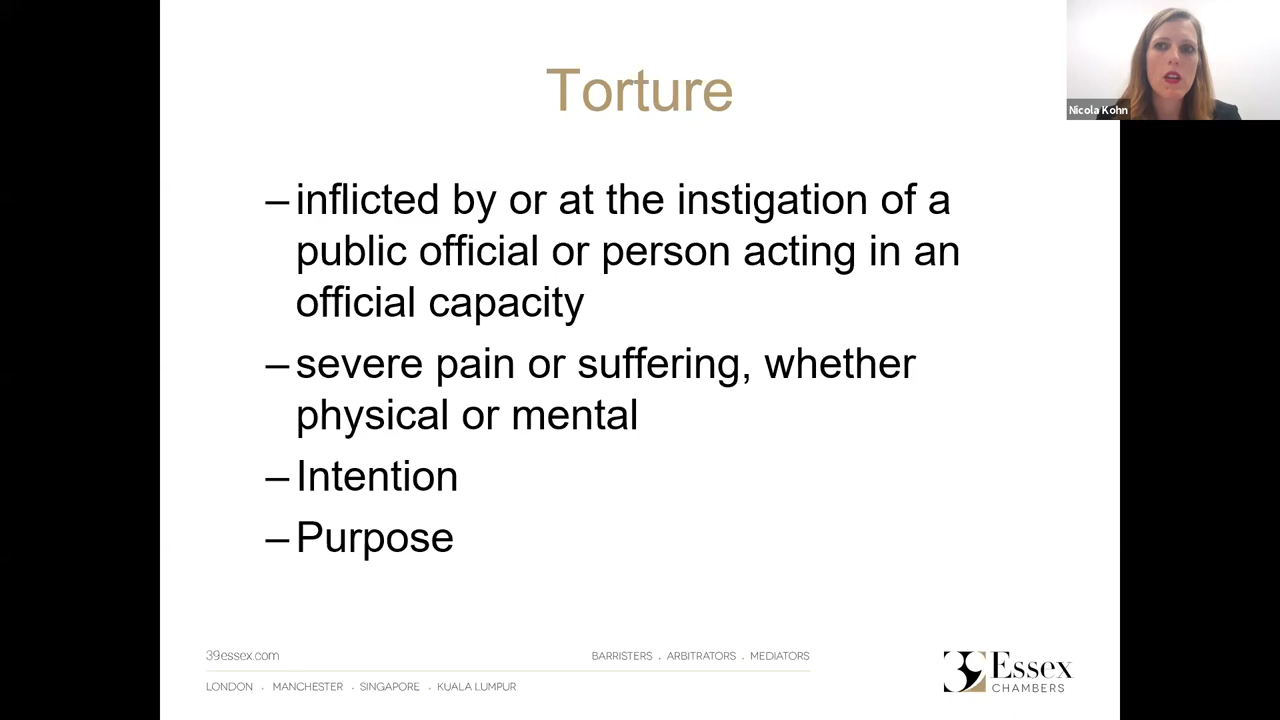 Torture
Nicola Kohn
– inflicted by or at the instigation of a
public official or person acting in an
official capacity
– severe pain or suffering, whether
physical or mental
– Intention
– Purpose
39essex.com
BARRISTERS . ARBITRATORS . MEDIATORS
LONDON . MANCHESTER . SINGAPORE . KUALA LUMPUR
39 Essex
CHAMBERS